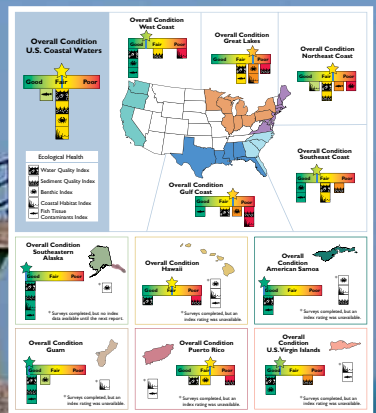 Overall Condition
U.S. Coastal Waters
Good Fair Poor
Ecological Health
Water Quality Index
Sediment Quality Index
Benthic Index
Coastal Habitat Index
Fish Tissue
Contaminants Index
Overall Condition
West Coast
Good Fair Poor
Overall Condition
Great Lakes
Good Fair Poor
Overall Condition
Northeast Coast
Good Fair Poor
Overall Condition
Southeast Coast
Good Fair Poor
Overall Condition
Gulf Coast
Good Fair Poor
Overall Condition
Southeastern
Alaska
Good Fair Poor
* Surveys completed, but no index
data available until the next report.
Overall Condition
Hawaii
Good Fair Poor
* Surveys completed, but an
index rating was unavailable.
Overall
Condition
American Samoa
Good Fair Poor
* Surveys completed, but an
index rating was unavailable.
Overall Condition
Guam
Good Fair Poor
* Surveys completed, but an
index rating was unavailable.
Overall Condition
Puerto Rico
Good Fair Poor
* Surveys completed, but an
index rating was unavailable.
Overall
Condition
U.S. Virgin Islands
Good Fair Poor
* Surveys completed, but an
index rating was unavailable.